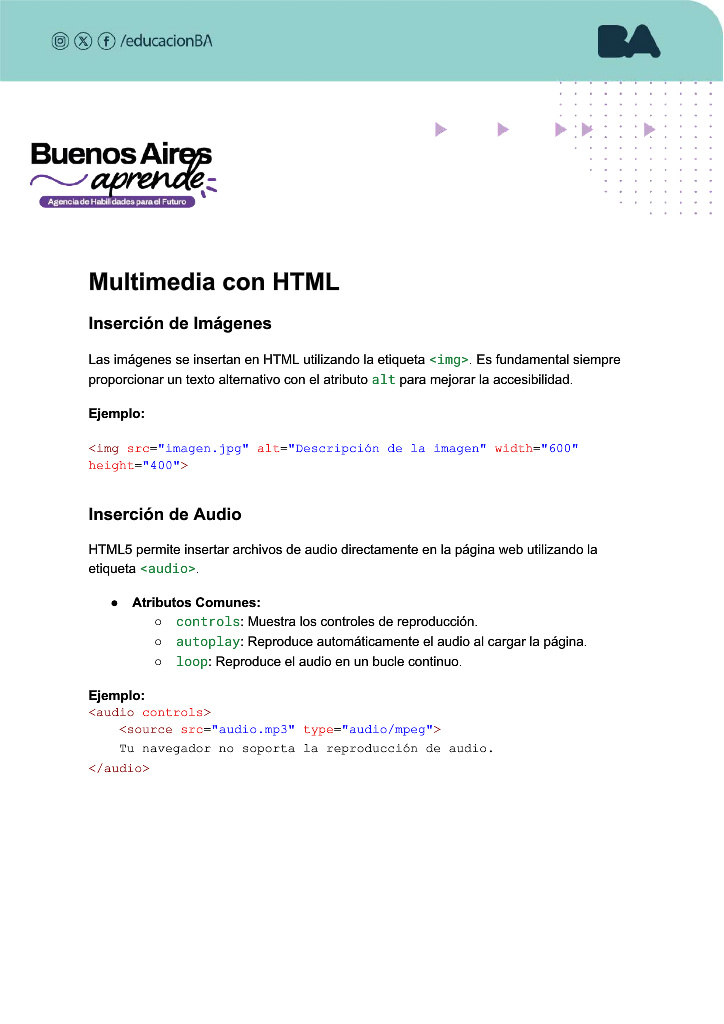 /educacionBA
BA
Buenos Aires
aprende
Agencia de Habilidades para el Futuro
Multimedia con HTML
Inserción de Imágenes
Las imágenes se insertan en HTML utilizando la etiqueta <img>. Es fundamental siempre
proporcionar un texto alternativo con el atributo alt para mejorar la accesibilidad.
Ejemplo:
<img src="imagen.jpg" alt="Descripción de la imagen" width="600"
height="400">
Inserción de Audio
HTML5 permite insertar archivos de audio directamente en la página web utilizando la
etiqueta <audio>.
● Atributos Comunes:
○ controls: Muestra los controles de reproducción.
○ autoplay: Reproduce automáticamente el audio al cargar la página.
○ loop: Reproduce el audio en un bucle continuo.
Ejemplo:
<audio controls>
<source src="audio.mp3" type="audio/mpeg">
Tu navegador no soporta la reproducción de audio.
</audio>